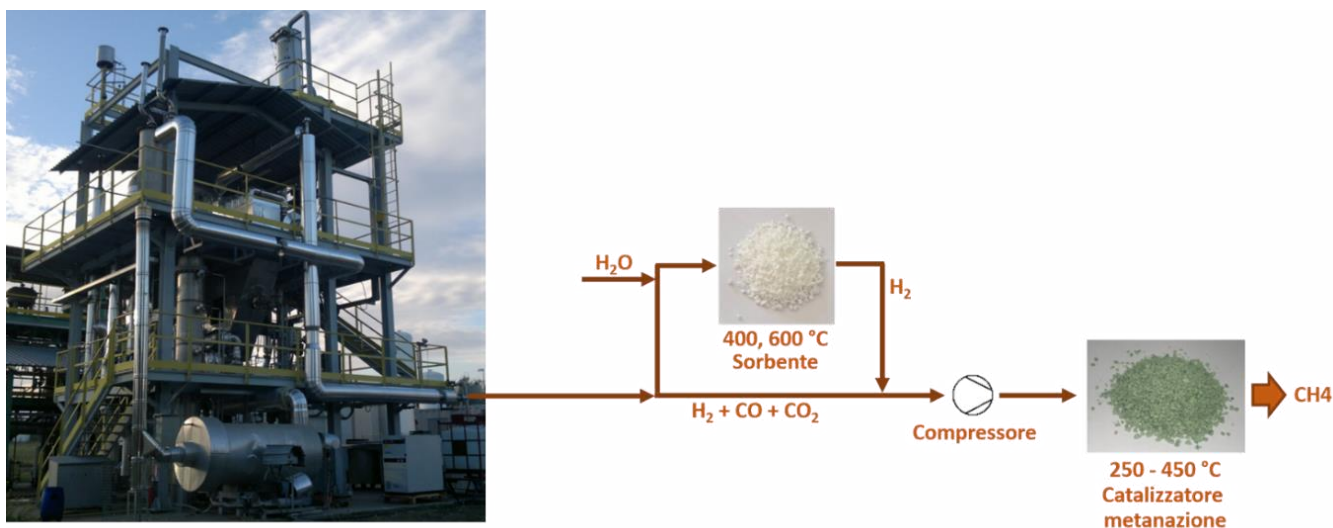 H₂O
H₂
400, 600 °C
Sorbente
H₂ + CO + CO₂
Compressore
CH4
250 - 450 °C
Catalizzatore
metanazione